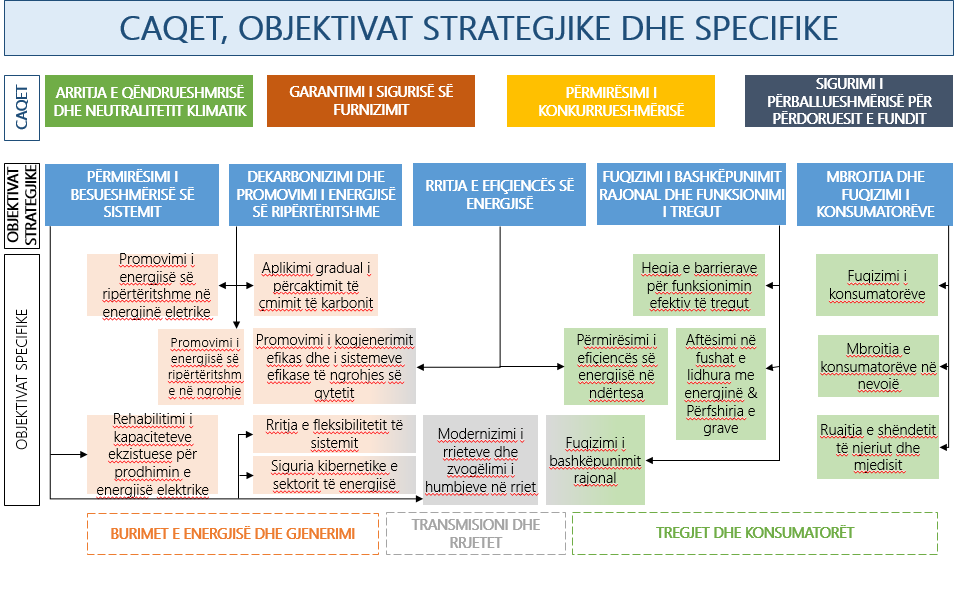 CAQET, OBJEKTIVAT STRATEGJIKE DHE SPECIFIKE
CAQET
ARRITJA E QËNDRUESHMRISË
DHE NEUTRALITETIT KLIMATIK
GARANTIMI I SIGURISË SË
FURNIZIMIT
PËRMIRËSIMI I
KONKURRUESHMËRISË
SIGURIMI I
PËRBALLUESHMËRISË PËR
PËRDORUESIT E FUNDIT
OBJEKTIVAT
STRATEGJIKE
PËRMIRËSIMI I
BESUESHMËRISË SË
SISTEMIT
DEKARBONIZIMI DHE
PROMOVIMI I ENERGJISË
SË RIPËRTËRITSHME
RRITJA E EFIÇIENCËS SË
ENERGJISË
FUQIZIMI I BASHKËPUNIMIT
RAJONAL DHE FUNKSIONIMI
I TREGUT
MBROJTJA DHE
FUQIZIMI I
KONSUMATORËVE
OBJEKTIVAT SPECIFIKE
Promovimi i
energjisë së
ripërtëritshme në
energjinë eletrike
Aplikimi gradual i
përcaktimit të
çmimit të karbonit
Heqja e barrierave
për funksionimin
efektiv të tregut
Fuqizimi i
konsumatorëve
Promovimi i
energjisë së
ripërtëritshm
e në ngrohje
Promovimi i kogjenerimit
efikas dhe i sistemeve
efikase të ngrohjes së
qytetit
Përmirësimi i
eficencës së
energjisë në
ndërtesa
Aftësimi në
fushat e
lidhura me
energjinë &
Përfshirja e
grave
Mbrojtja e
konsumatorëve në
nevojë
Rehabilitimi i
kapaciteteve
ekzistuese për
prodhimin e
energjisë elektrike
Rritja e fleksibilitetit të
sistemit
Siguria kibernetike e
sektorit të energjisë
Modernizimi i
rrjeteve dhe
zvogëlimi i
humbjeve në rrjet
Fuqizimi i
bashkëpunimit
rajonal
Ruajtja e shëndetit
të njeriut dhe
mjedisit
BURIMET E ENERGJISË DHE GJENERIMI
TRANSMISIONI DHE
RRJETET
TREGJET DHE KONSUMATORËT